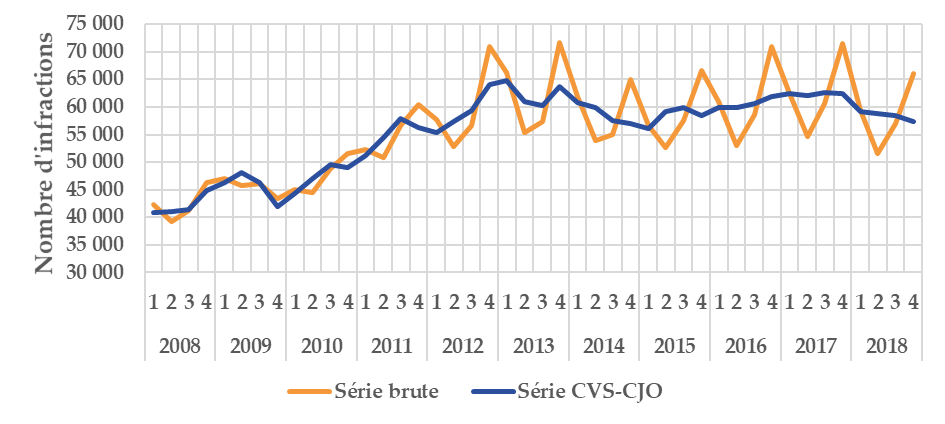 Nombre d'infractions
75 000
70 000
65 000
60 000
55 000
50 000
45 000
40 000
35 000
30 000
1 2 3 4 1 2 3 4 1 2 3 4 1 2 3 4 1 2 3 4 1 2 3 4 1 2 3 4 1 2 3 4 1 2 3 4 1 2 3 4 1 2 3 4
2008 2009 2010 2011 2012 2013 2014 2015 2016 2017 2018
Série brute Série CVS-CJO